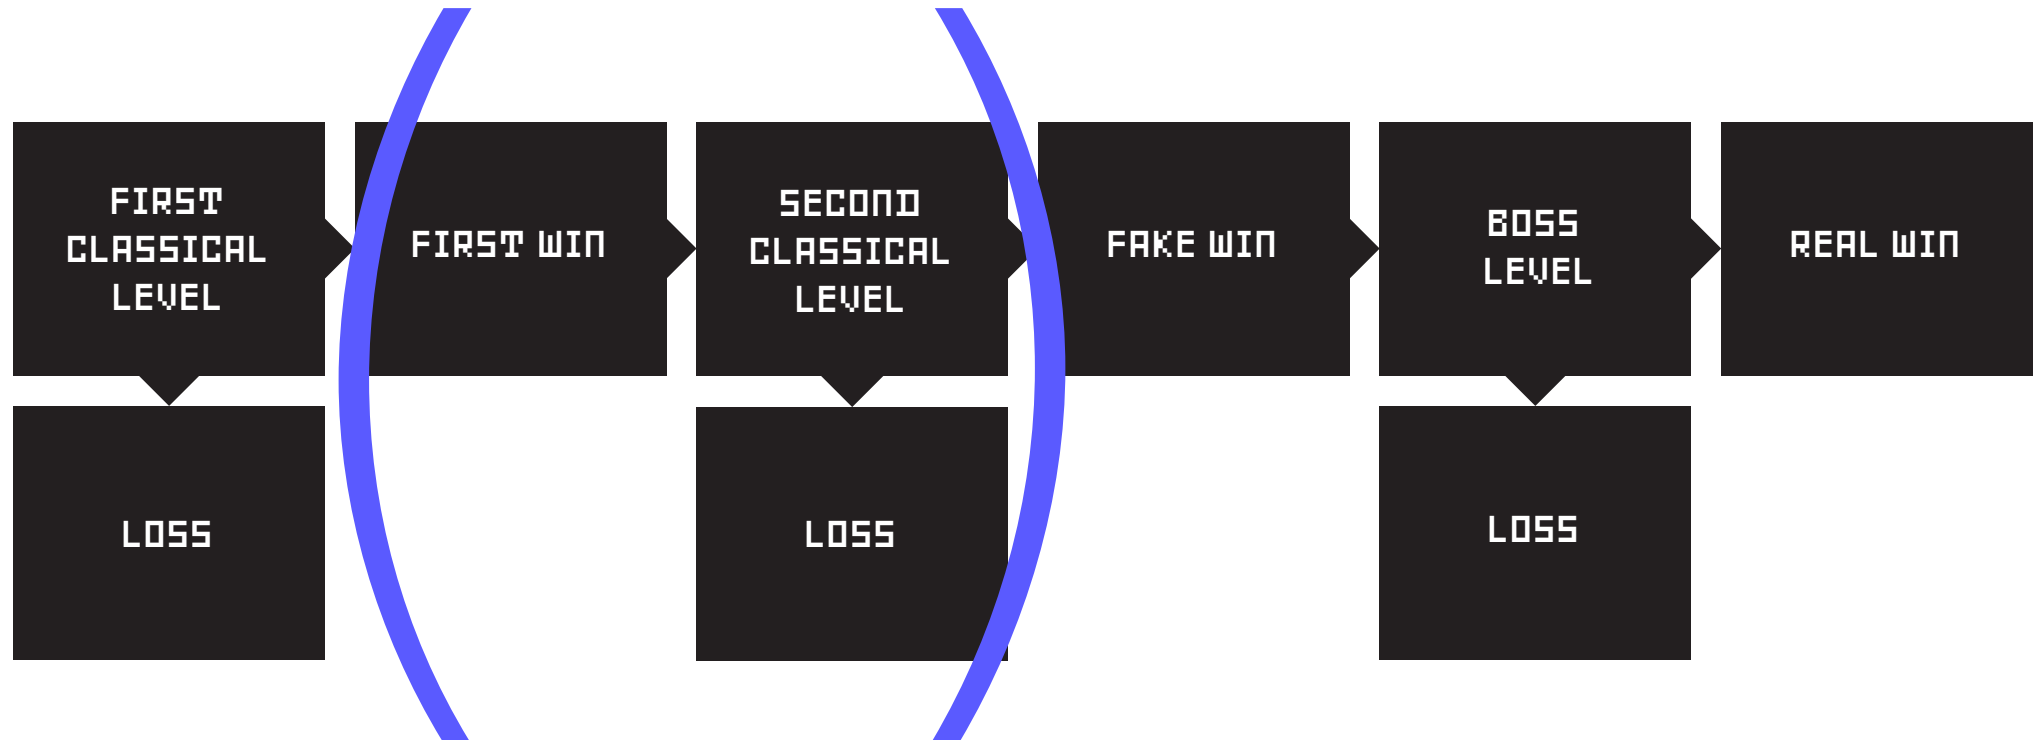 FIRST
CLASSICAL
LEVEL
FIRST WIN
SECOND
CLASSICAL
LEVEL
FAKE WIN
BOSS
LEVEL
REAL WIN
LOSS
LOSS
LOSS